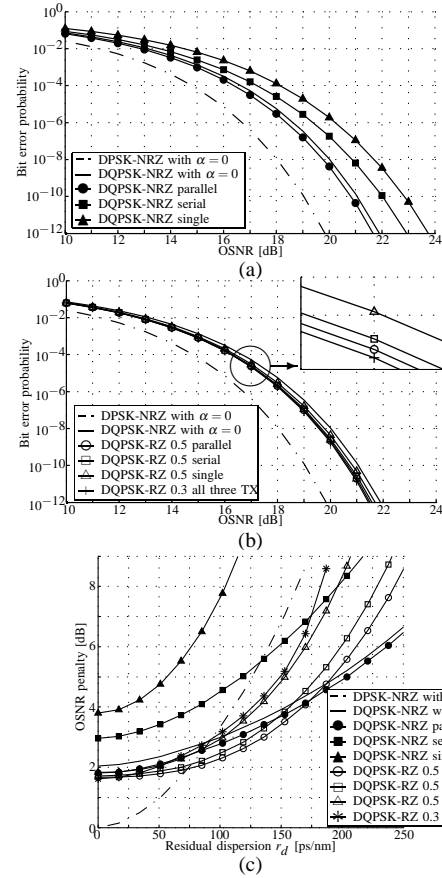 10^0
10^-2
10^-4
10^-6
10^-8
10^-10
10^-12
Bit error probability
DPSK-NRZ with α=0
DQPSK-NRZ with α=0
DQPSK-NRZ parallel
DQPSK-NRZ serial
DQPSK-NRZ single
10 12 14 16 18 20 22 24
OSNR [dB]
(a)
10^0
10^-2
10^-4
10^-6
10^-8
10^-10
10^-12
Bit error probability
DPSK-NRZ with α=0
DQPSK-NRZ with α=0
DQPSK-RZ 0.5 parallel
DQPSK-RZ 0.5 serial
DQPSK-RZ 0.5 single
DQPSK-RZ 0.3 all three TX
10 12 14 16 18 20 22 24
OSNR [dB]
(b)
8
6
4
2
0
OSNR penalty [dB]
DPSK-NRZ with
DQPSK-NRZ w
DQPSK-NRZ pa
DQPSK-NRZ se
DQPSK-NRZ si
DQPSK-RZ 0.5
DQPSK-RZ 0.5
DQPSK-RZ 0.5
DQPSK-RZ 0.3
0 25 50 75 100 125 150 175 200 225 250
Residual dispersion r_d [ps/nm]
(c)